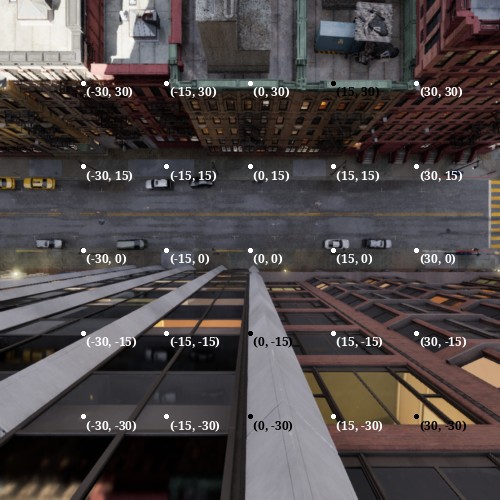 (-30, 30) (-15, 30) (0, 30) (15, 30) (30, 30)
(-30, 15) (-15, 15) (0, 15) (15, 15) (30, 15)
(-30, 0) (-15, 0) (0, 0) (15, 0) (30, 0)
(-30, -15) (-15, -15) (0, -15) (15, -15) (30, -15)
(-30, -30) (-15, -30) (0, -30) (15, -30) (30, -30)